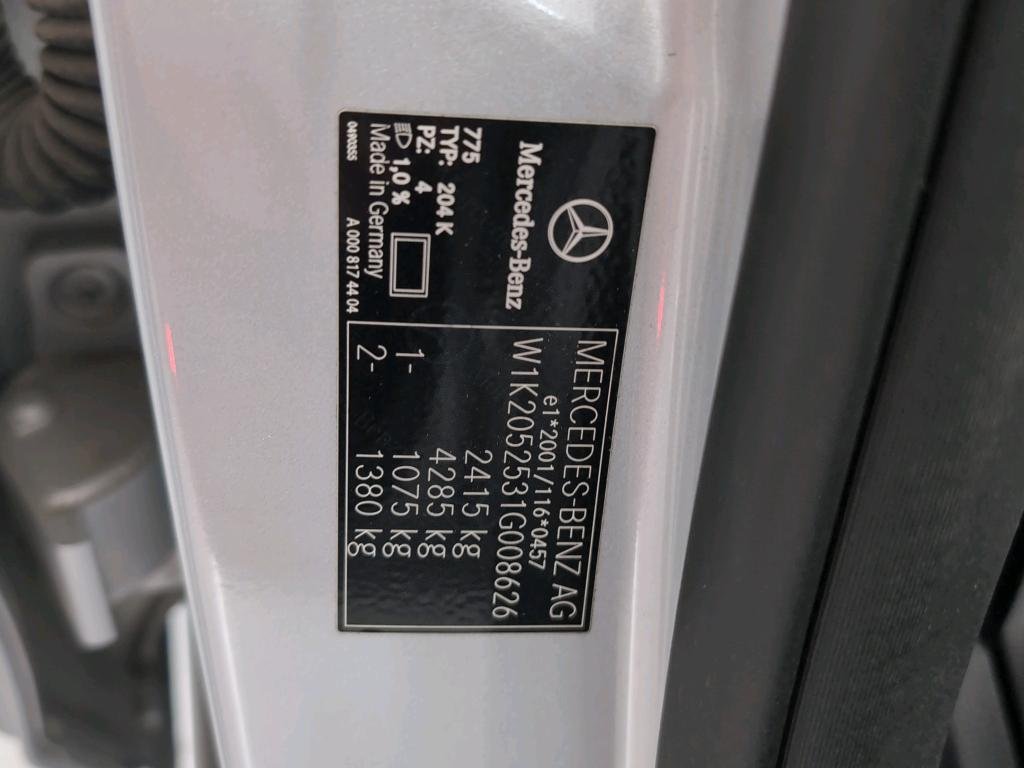 Mercedes-Benz
775
TYP: 204 K
PZ: 4
1,0 %
Made in Germany
0490355
A 000 817 44 04
MERCEDES-BENZ AG
e1*2001/116*0457
W1K2052531G008626
2415 kg
4285 kg
1- 1075 kg
2- 1380 kg